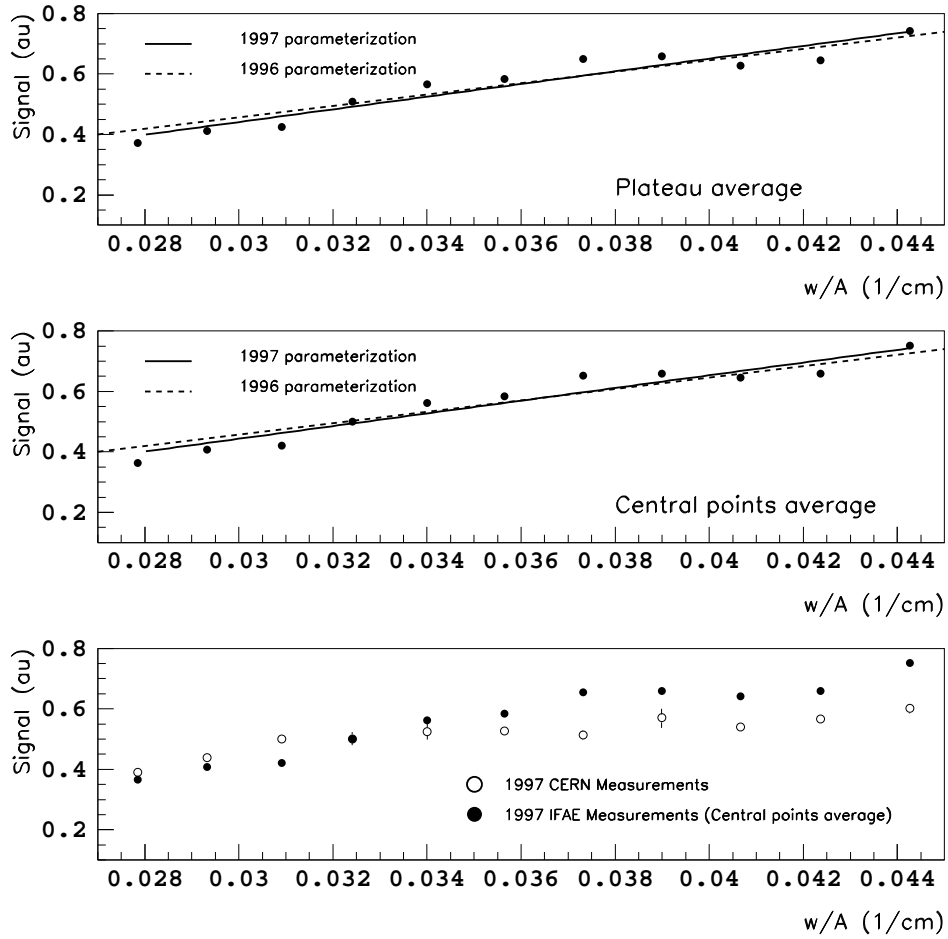 Signal (au)
0.8
0.6
0.4
0.2
1997 parameterization
1996 parameterization
Plateau average
0.028 0.03 0.032 0.034 0.036 0.038 0.04 0.042 0.044
w/A (1/cm)
Signal (au)
0.8
0.6
0.4
0.2
1997 parameterization
1996 parameterization
Central points average
0.028 0.03 0.032 0.034 0.036 0.038 0.04 0.042 0.044
w/A (1/cm)
Signal (au)
0.8
0.6
0.4
0.2
1997 CERN Measurements
1997 IFAE Measurements (Central points average)
0.028 0.03 0.032 0.034 0.036 0.038 0.04 0.042 0.044
w/A (1/cm)